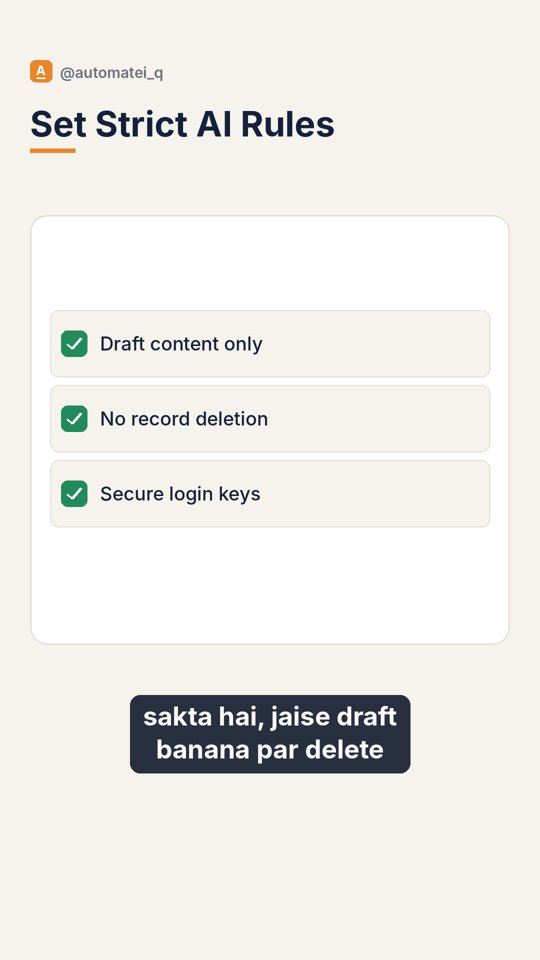 A
@automatei_q
Set Strict AI Rules
Draft content only
No record deletion
Secure login keys
sakta hai, jaise draft
banana par delete